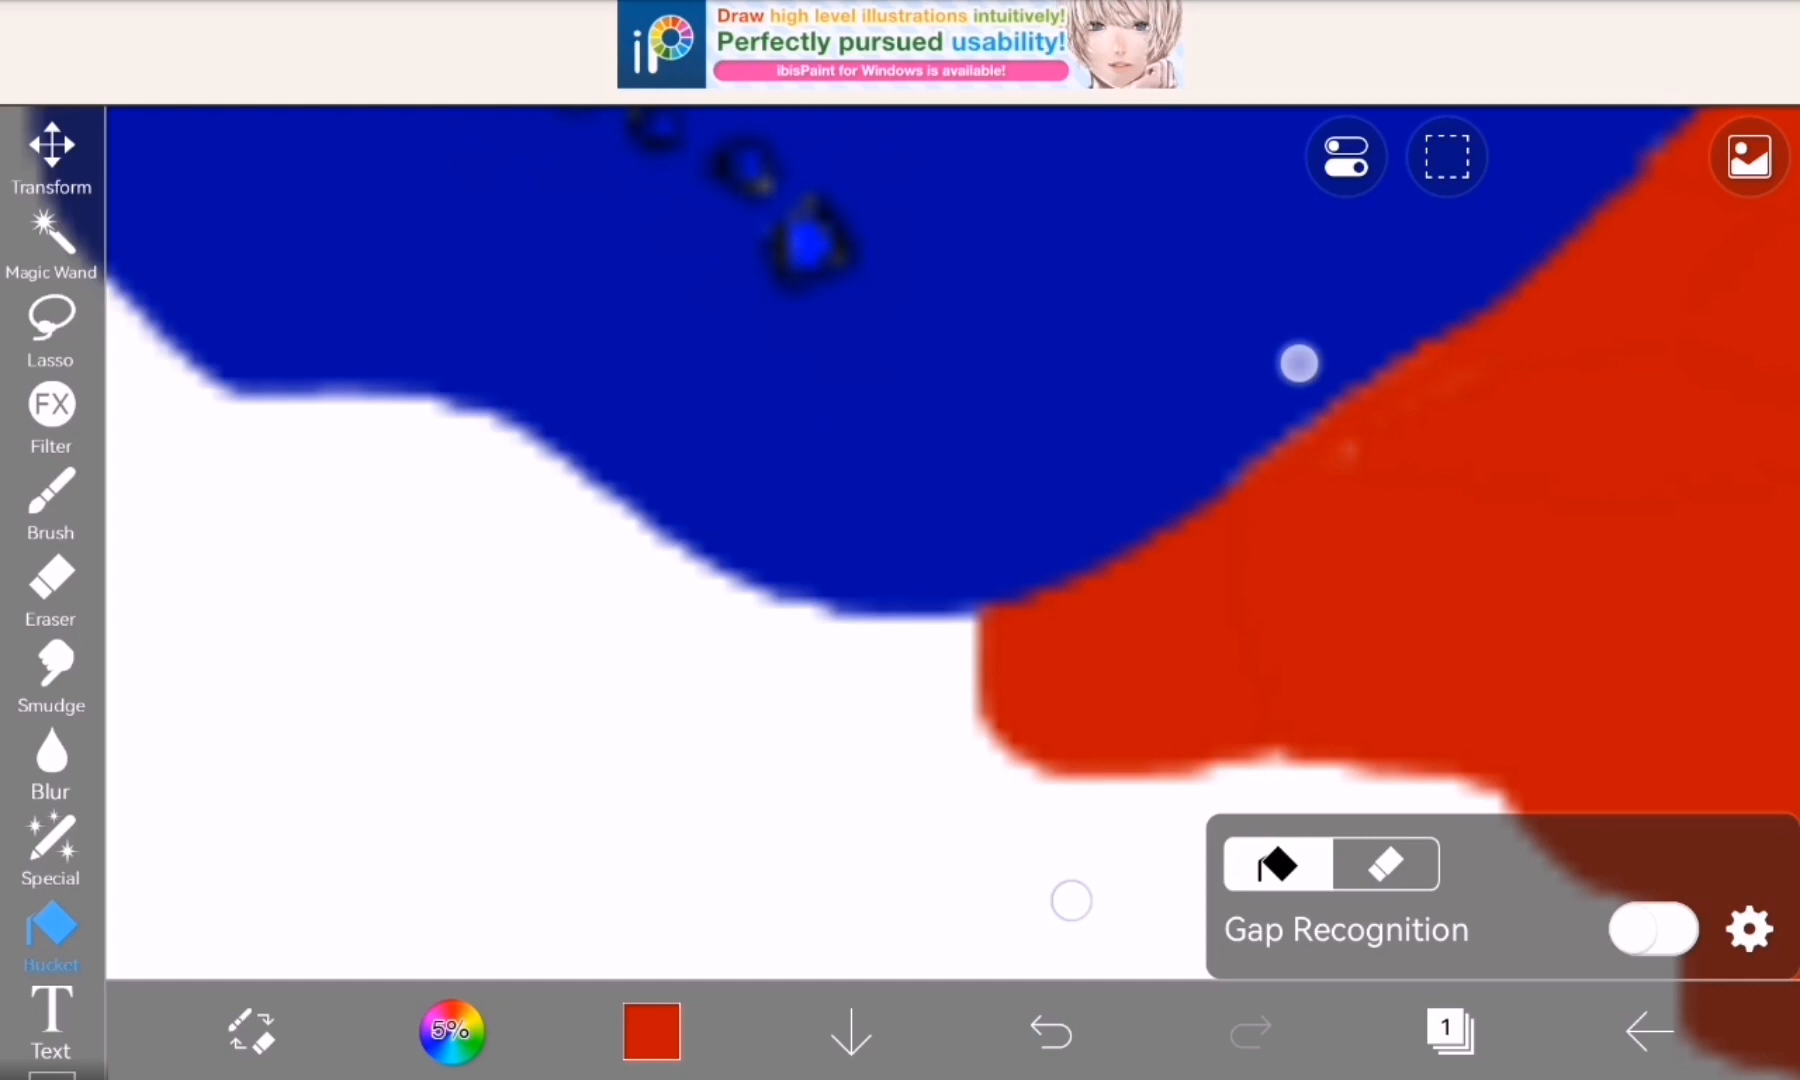 iP
Draw high level illustrations intuitively!
Perfectly pursued usability!
ibisPaint for Windows is available!
Transform
Magic Wand
Lasso
FX
Filter
Brush
Eraser
Smudge
Blur
Special
Bucket
T
Text
Gap Recognition
5%
1